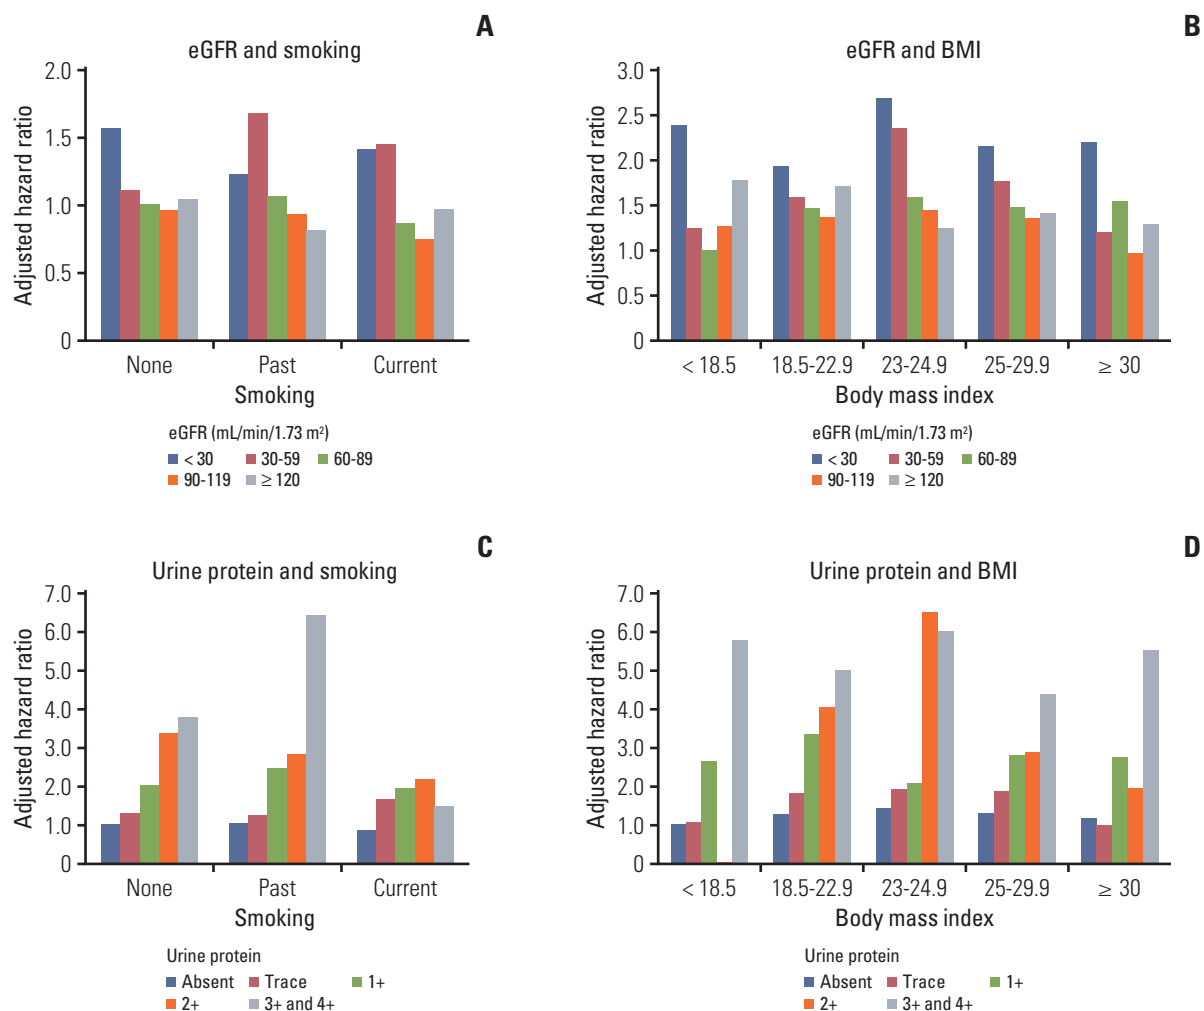 A
eGFR and smoking
Adjusted hazard ratio
2.0
1.5
1.0
0.5
0
None Past Current
Smoking
eGFR (mL/min/1.73 m²)
< 30 30-59 60-89
90-119 ≥ 120
B
eGFR and BMI
Adjusted hazard ratio
3.0
2.5
2.0
1.5
1.0
0.5
0
< 18.5 18.5-22.9 23-24.9 25-29.9 ≥ 30
Body mass index
eGFR (mL/min/1.73 m²)
< 30 30-59 60-89
90-119 ≥ 120
C
Urine protein and smoking
Adjusted hazard ratio
7.0
6.0
5.0
4.0
3.0
2.0
1.0
0
None Past Current
Smoking
Urine protein
Absent Trace 1+
2+ 3+ and 4+
D
Urine protein and BMI
Adjusted hazard ratio
7.0
6.0
5.0
4.0
3.0
2.0
1.0
0
< 18.5 18.5-22.9 23-24.9 25-29.9 ≥ 30
Body mass index
Urine protein
Absent Trace 1+
2+ 3+ and 4+